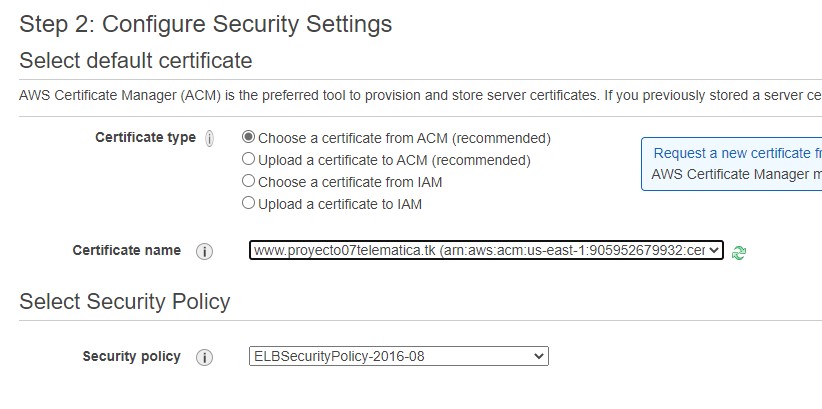 Step 2: Configure Security Settings
Select default certificate
AWS Certificate Manager (ACM) is the preferred tool to provision and store server certificates. If you previously stored a server ce
Certificate type i
Choose a certificate from ACM (recommended)
Upload a certificate to ACM (recommended)
Choose a certificate from IAM
Upload a certificate to IAM
Request a new certificate fr
AWS Certificate Manager m
Certificate name i www.proyecto07telematica.tk (arn:aws:acm:us-east-1:905952679932:cer
Select Security Policy
Security policy i ELBSecurityPolicy-2016-08